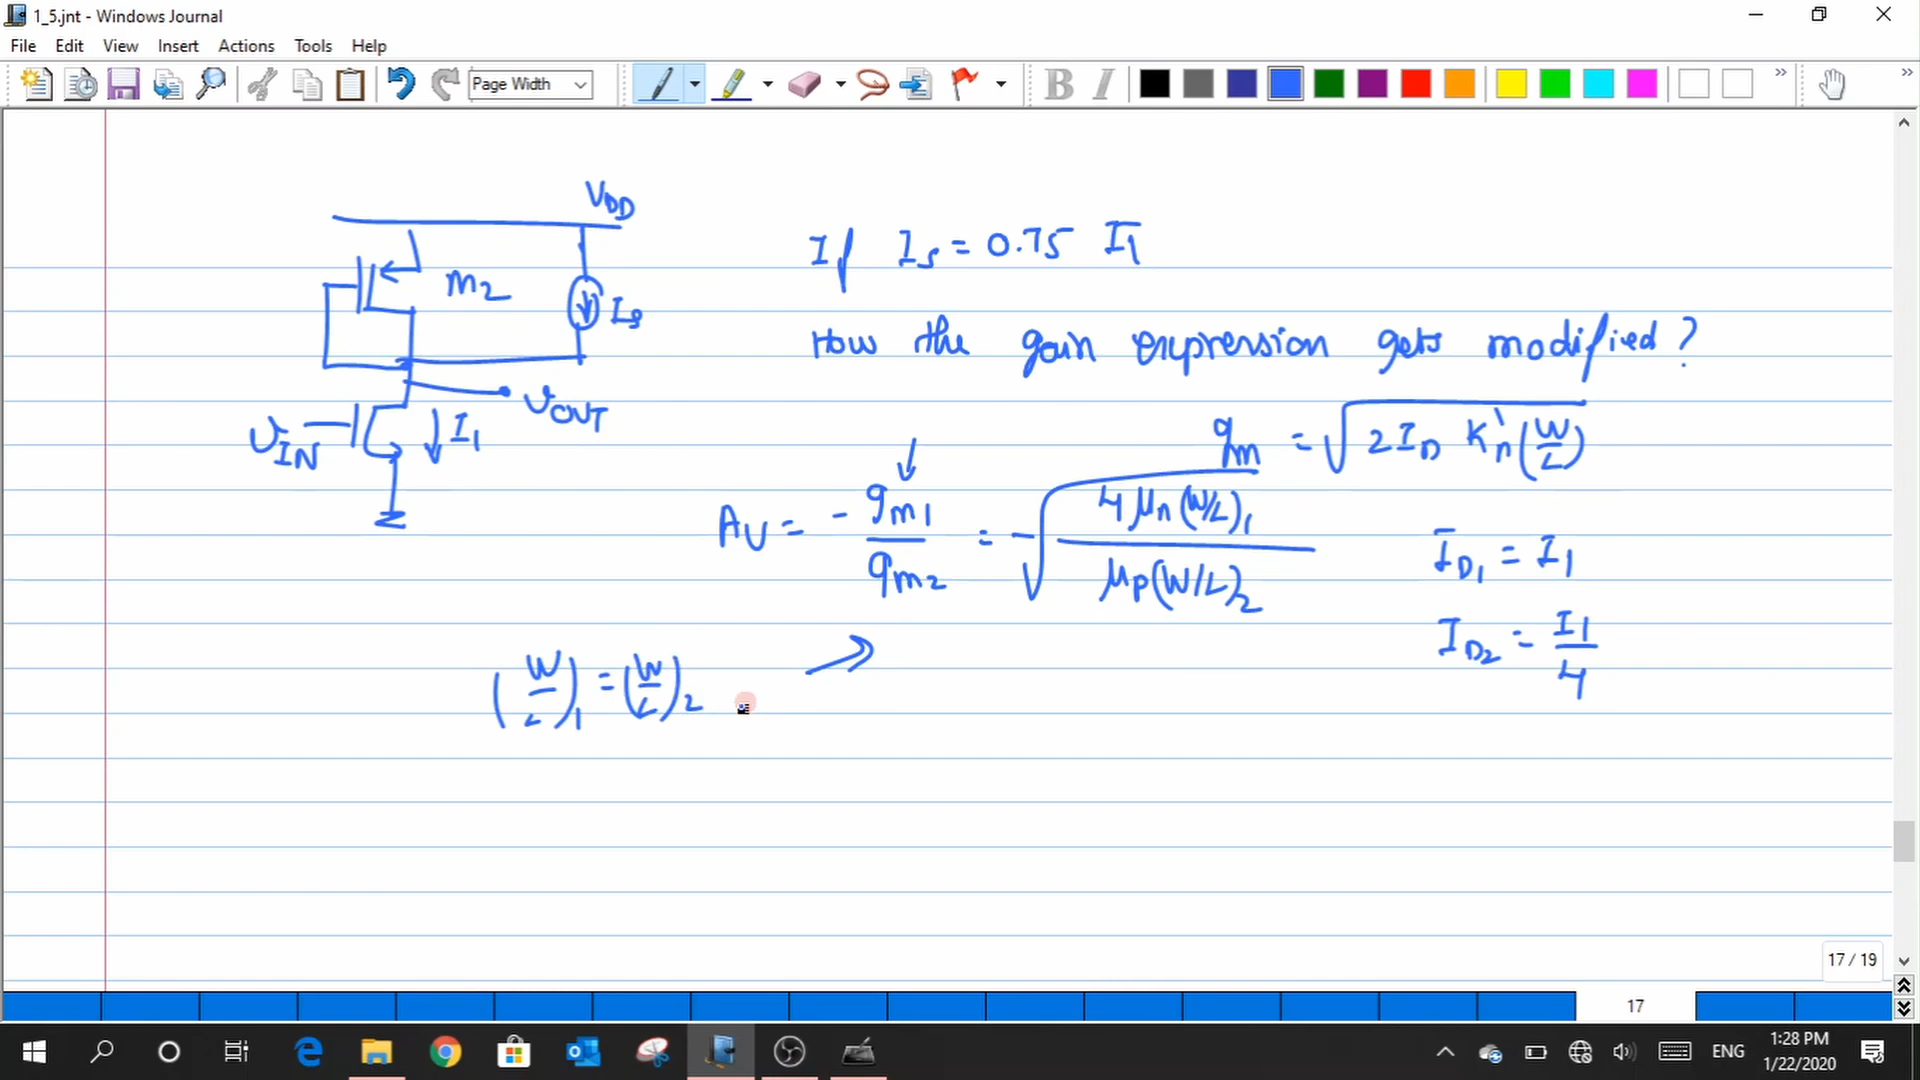 1_5.jnt - Windows Journal
File Edit View Insert Actions Tools Help
Page Width
B I
VDD
If Is = 0.75 I1
M2
Is
How the gain expression gets modified?
VOUT
VIN
I1
gm = √2ID K'n (W/L)
Av = - gm1/gm2 = -√4μn(W/L)1/μp(W/L)2
ID1 = I1
ID2 = I1/4
(W/L)1 = (W/L)2 ⇒
17 / 19
17
ENG
1:28 PM
1/22/2020